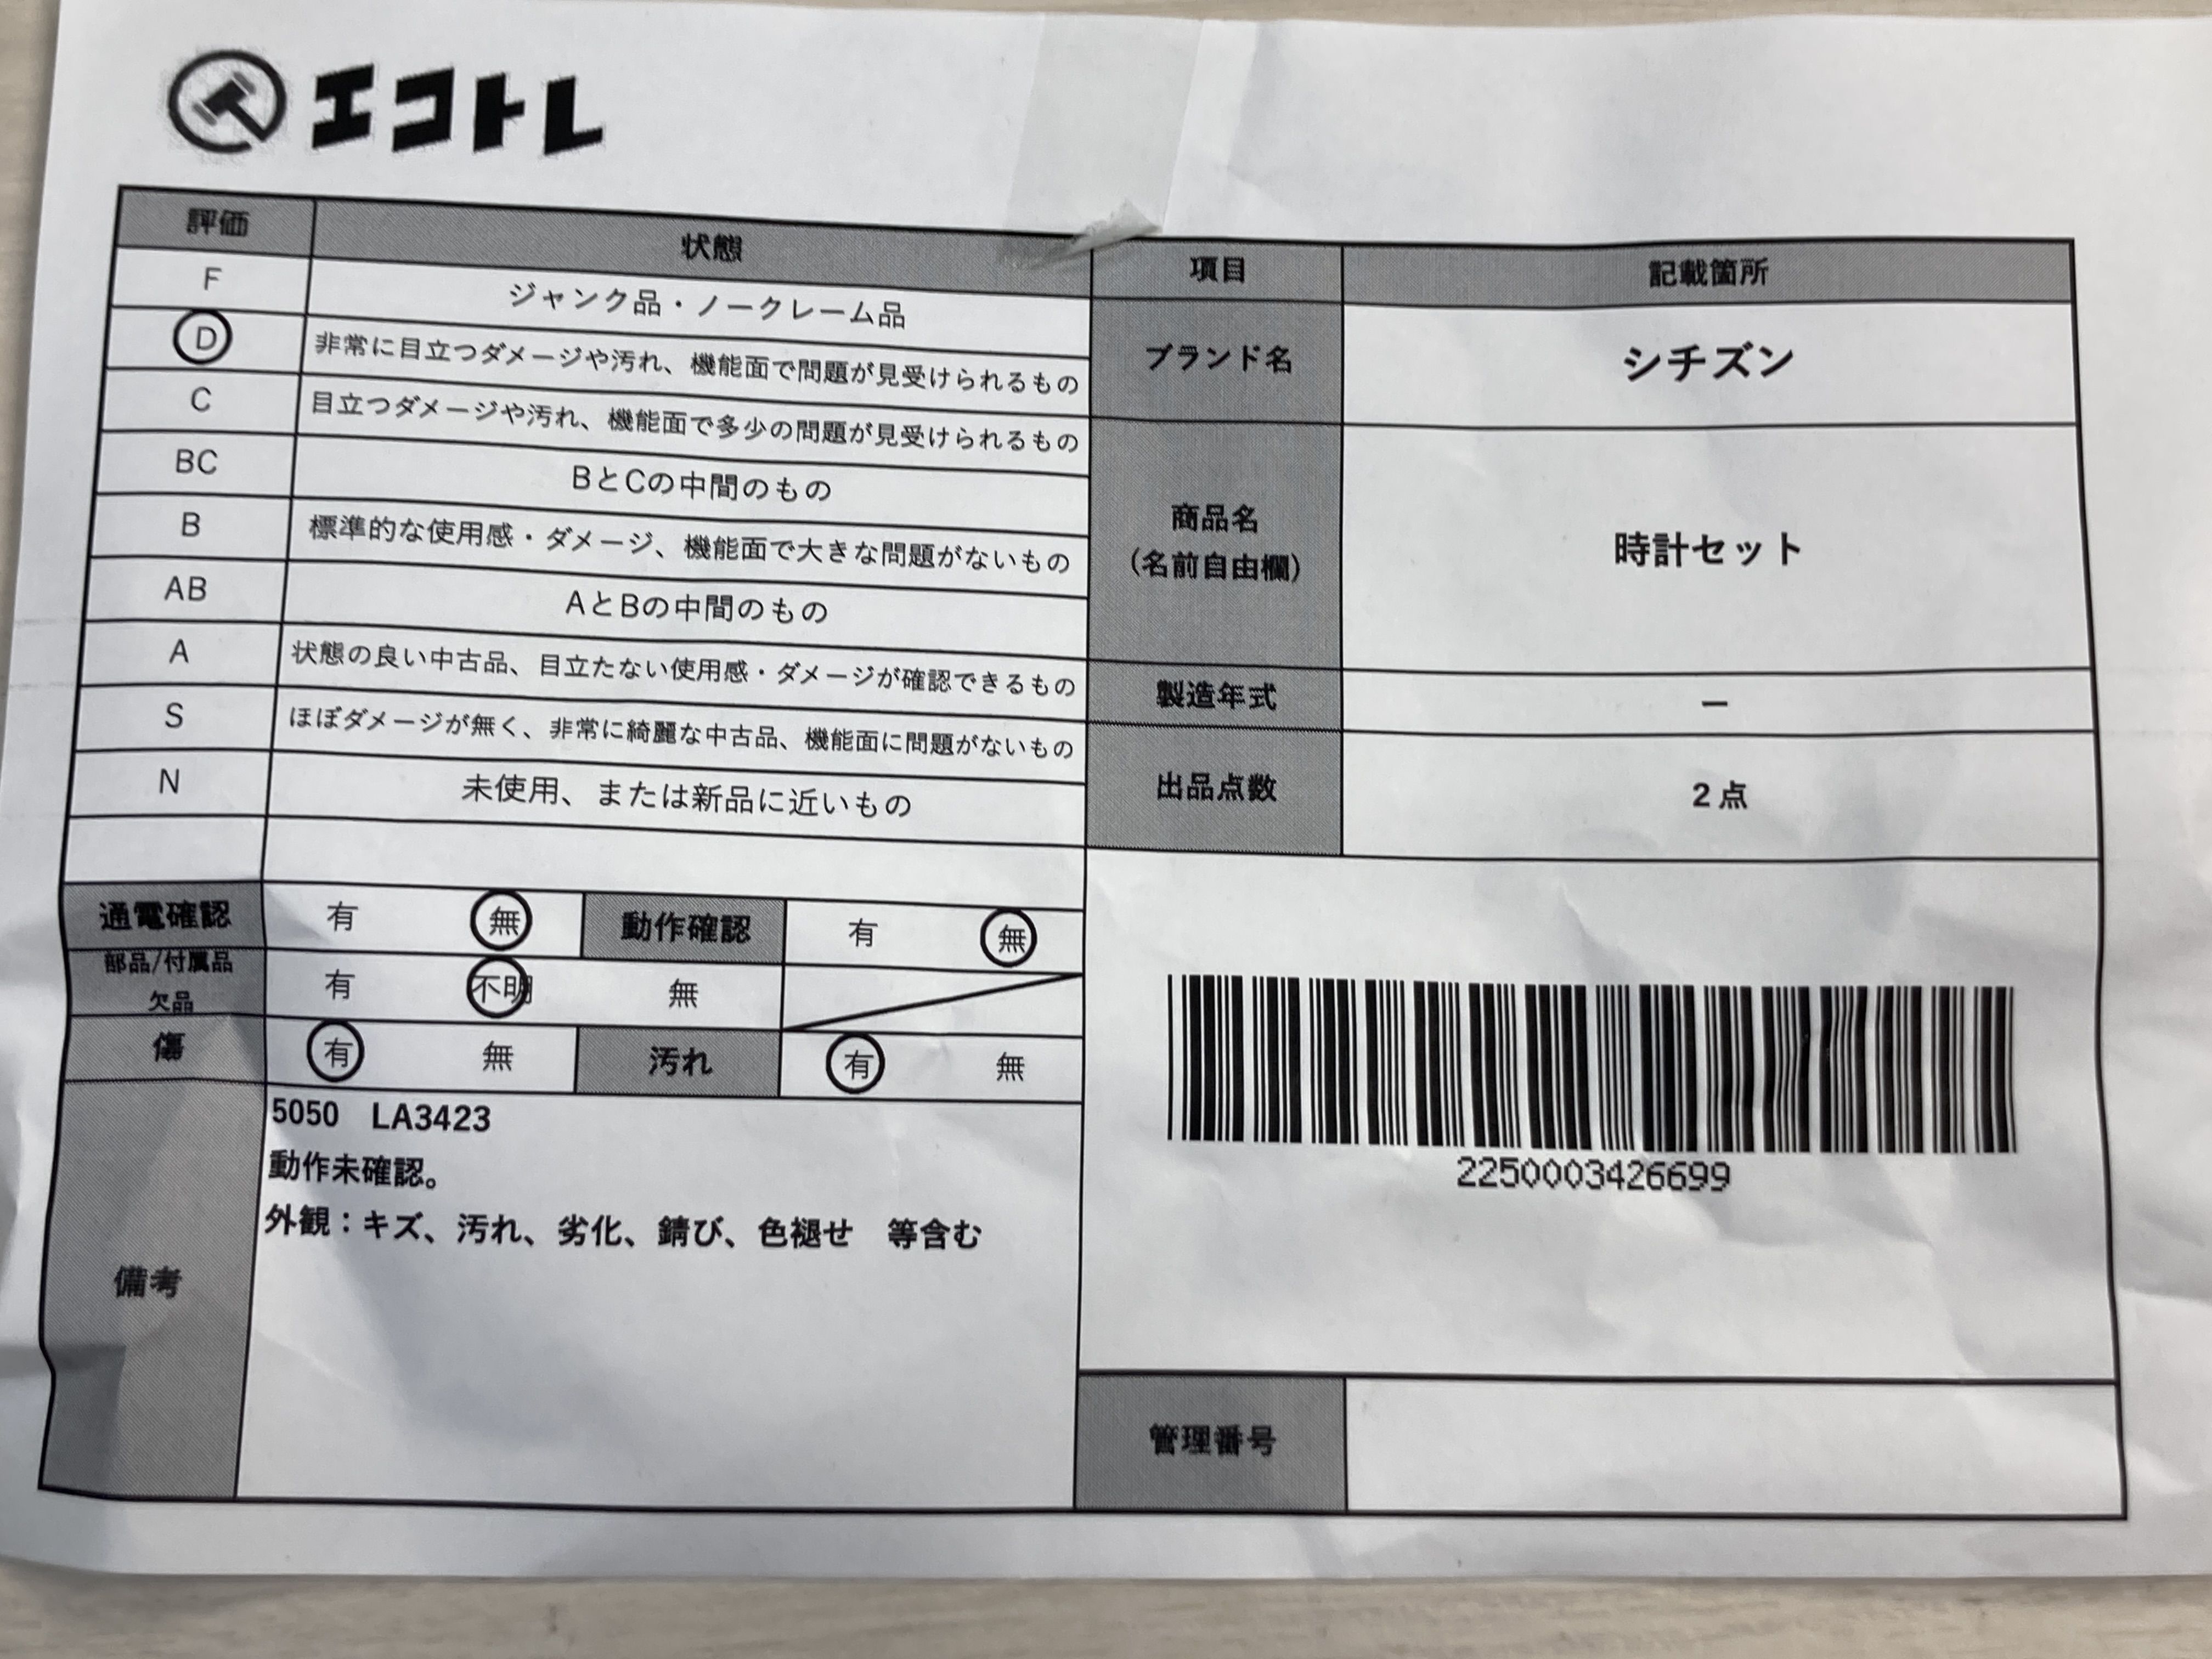 エコトレ
評価 状態
F ジャンク品・ノークレーム品
D 非常に目立つダメージや汚れ、機能面で問題が見受けられるもの
C 目立つダメージや汚れ、機能面で多少の問題が見受けられるもの
BC BとCの中間のもの
B 標準的な使用感・ダメージ、機能面で大きな問題がないもの
AB AとBの中間のもの
A 状態の良い中古品、目立たない使用感・ダメージが確認できるもの
S ほぼダメージが無く、非常に綺麗な中古品、機能面に問題がないもの
N 未使用、または新品に近いもの
通電確認 有 無 動作確認 有 無
部品/付属品
欠品 有 不明 無
傷 有 無 汚れ 有 無
備考
5050 LA3423
動作未確認。
外観：キズ、汚れ、劣化、錆び、色褪せ 等含む
項目 記載箇所
ブランド名 シチズン
商品名
（名前自由欄） 時計セット
製造年式 ー
出品点数 2点
2250003426699
管理番号